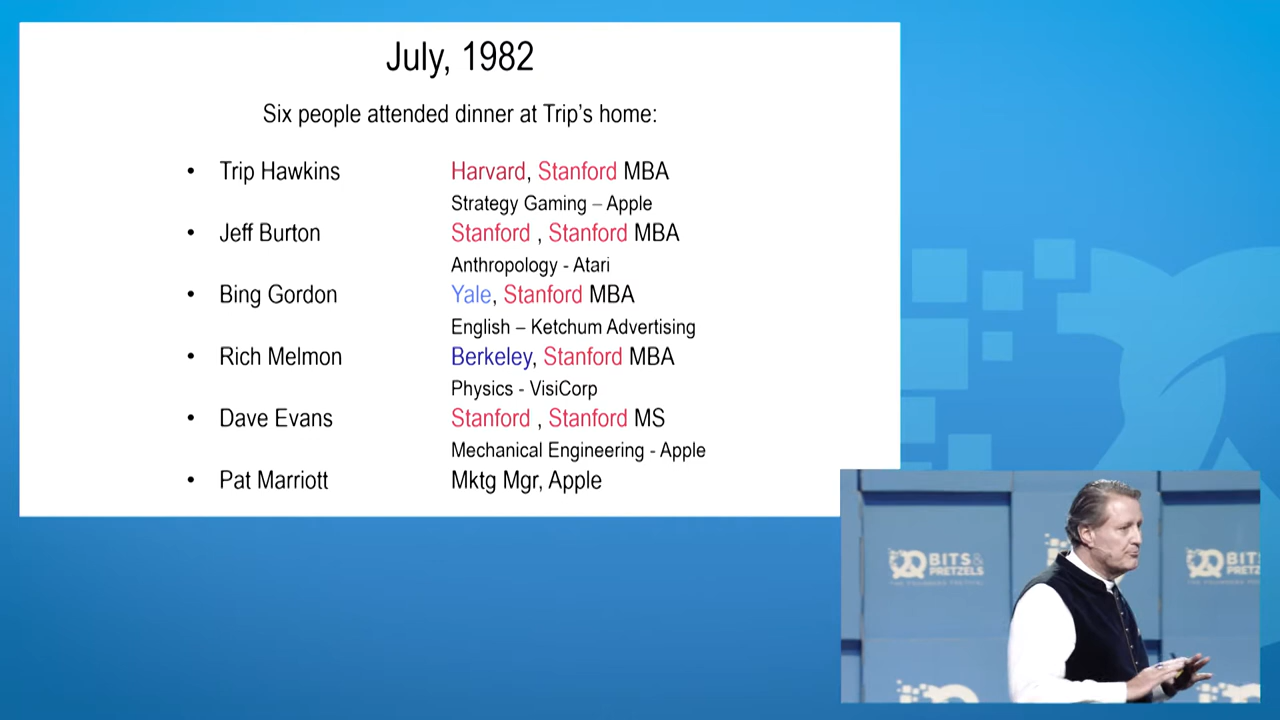 July, 1982
Six people attended dinner at Trip's home:
• Trip Hawkins Harvard, Stanford MBA
Strategy Gaming – Apple
• Jeff Burton Stanford , Stanford MBA
Anthropology - Atari
• Bing Gordon Yale, Stanford MBA
English – Ketchum Advertising
• Rich Melmon Berkeley, Stanford MBA
Physics - VisiCorp
• Dave Evans Stanford , Stanford MS
Mechanical Engineering - Apple
• Pat Marriott Mktg Mgr, Apple
BITS&
PRETZELS
BITS
PRETZ